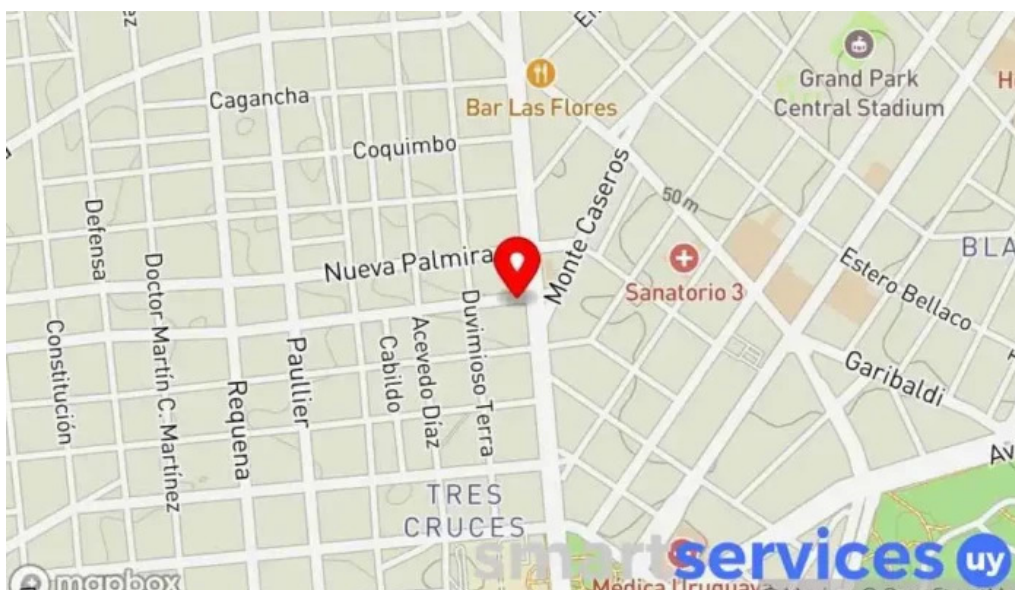 Grand Park
Central Stadium
Bar Las Flores
Cagancha
Coquimbo
50 m
Defensa
Monte Caseros
Nueva Palmira
BLA
Estero Bellaco
Sanatorio 3
Doctor Martín C. Martínez
Duvimioso Terra
Acevedo Díaz
Constitución
Paullier
Cabildo
Requena
Garibaldi
Av
TRES
CRUCES
smartservices uy
mapbox
Médica Uruguaya